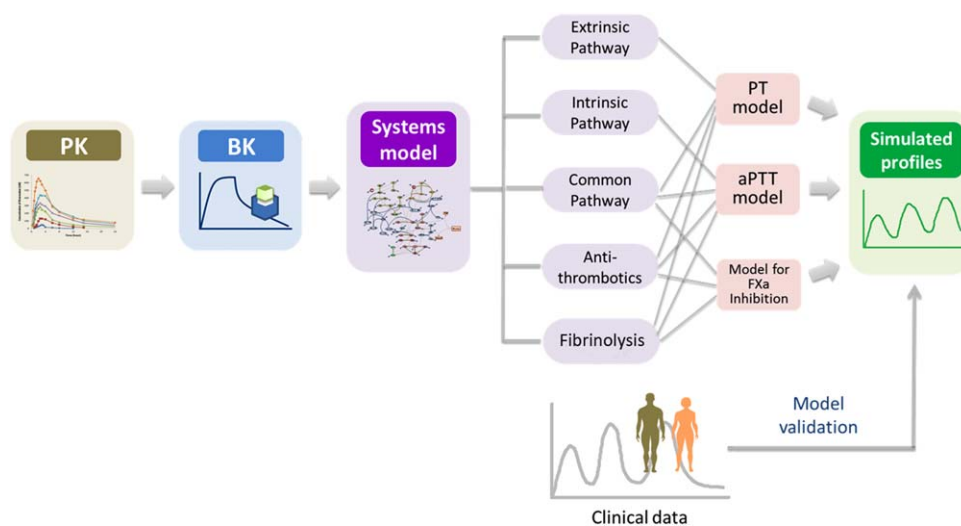 Extrinsic
Pathway
Intrinsic
Pathway
Common
Pathway
Anti-
thrombotics
Fibrinolysis
PK
BK
Systems
model
PT
model
aPTT
model
Model for
FXa
Inhibition
Simulated
profiles
Model
validation
Clinical data